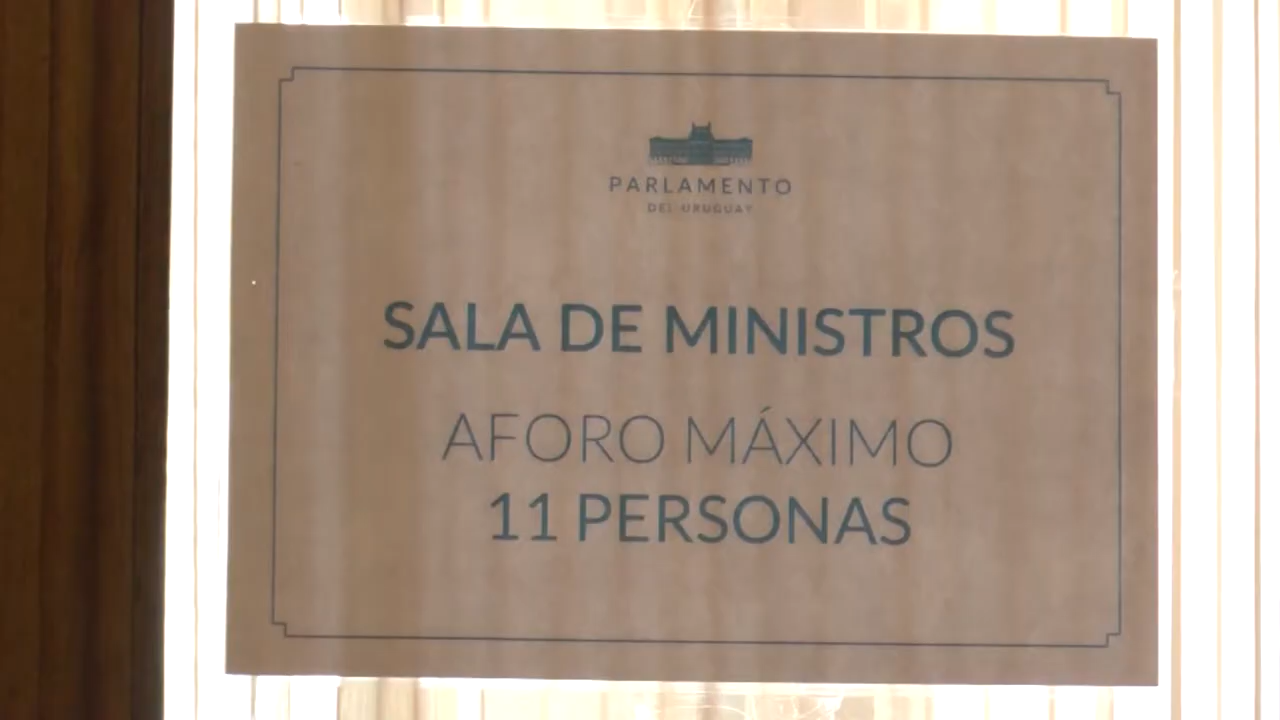 PARLAMENTO
DEL URUGUAY
SALA DE MINISTROS
AFORO MÁXIMO
11 PERSONAS